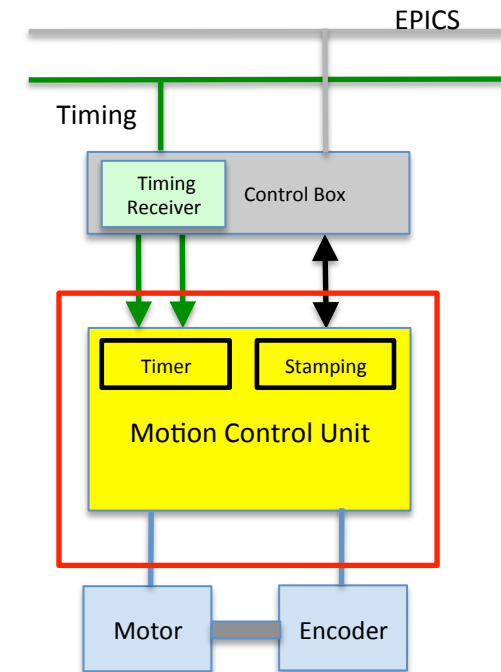 EPICS
Timing
Timing
Receiver
Control Box
Timer
Stamping
Motion Control Unit
Motor
Encoder